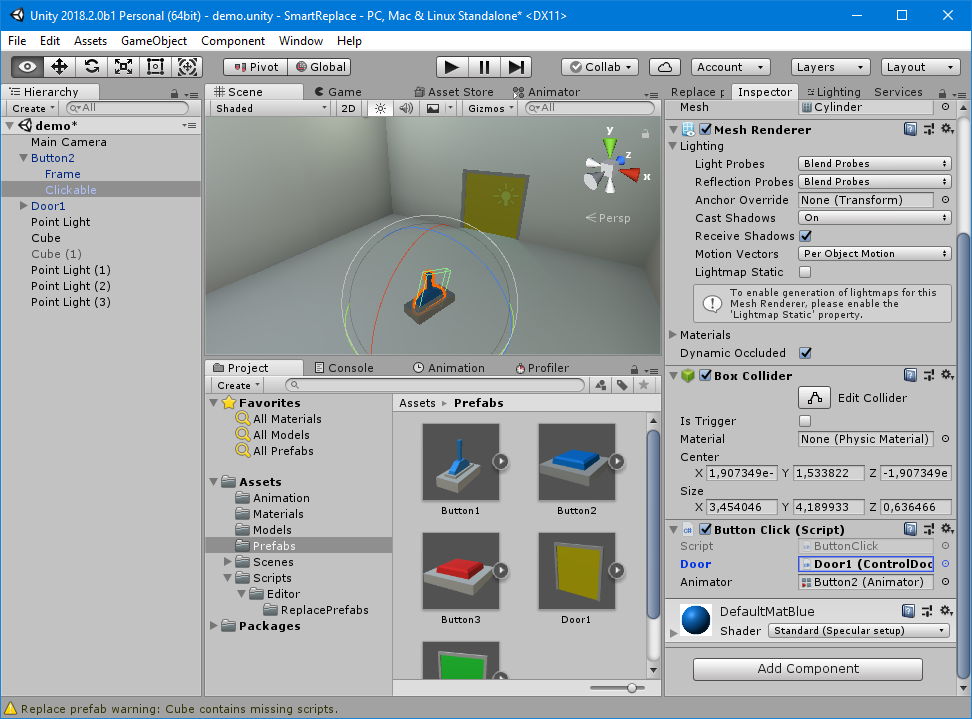 Unity 2018.2.0b1 Personal (64bit) - demo.unity - SmartReplace - PC, Mac & Linux Standalone* <DX11>
File Edit Assets GameObject Component Window Help
Pivot Global Collab Account Layers Layout
Hierarchy
Create All
demo*
Main Camera
Button2
Frame
Clickable
Door1
Point Light
Cube
Cube (1)
Point Light (1)
Point Light (2)
Point Light (3)
Scene Game Asset Store Animator
Shaded 2D Gizmos All
y
z
x
Persp
Project Console Animation Profiler
Create
Favorites
All Materials
All Models
All Prefabs
Assets
Animation
Materials
Models
Prefabs
Scenes
Scripts
Editor
ReplacePrefabs
Packages
Assets Prefabs
Button1 Button2
Button3 Door1
Replace p Inspector Lighting Services
Mesh Cylinder
Mesh Renderer
Lighting
Light Probes Blend Probes
Reflection Probes Blend Probes
Anchor Override None (Transform)
Cast Shadows On
Receive Shadows
Motion Vectors Per Object Motion
Lightmap Static
To enable generation of lightmaps for this
Mesh Renderer, please enable the
'Lightmap Static' property.
Materials
Dynamic Occluded
Box Collider
Edit Collider
Is Trigger
Material None (Physic Material)
Center
X 1,907349e- Y 1,533822 Z -1,907349e
Size
X 3,454046 Y 4,189933 Z 0,636466
Button Click (Script)
Script ButtonClick
Door Door1 (ControlDoo
Animator Button2 (Animator)
DefaultMatBlue
Shader Standard (Specular setup)
Add Component
Replace prefab warning: Cube contains missing scripts.